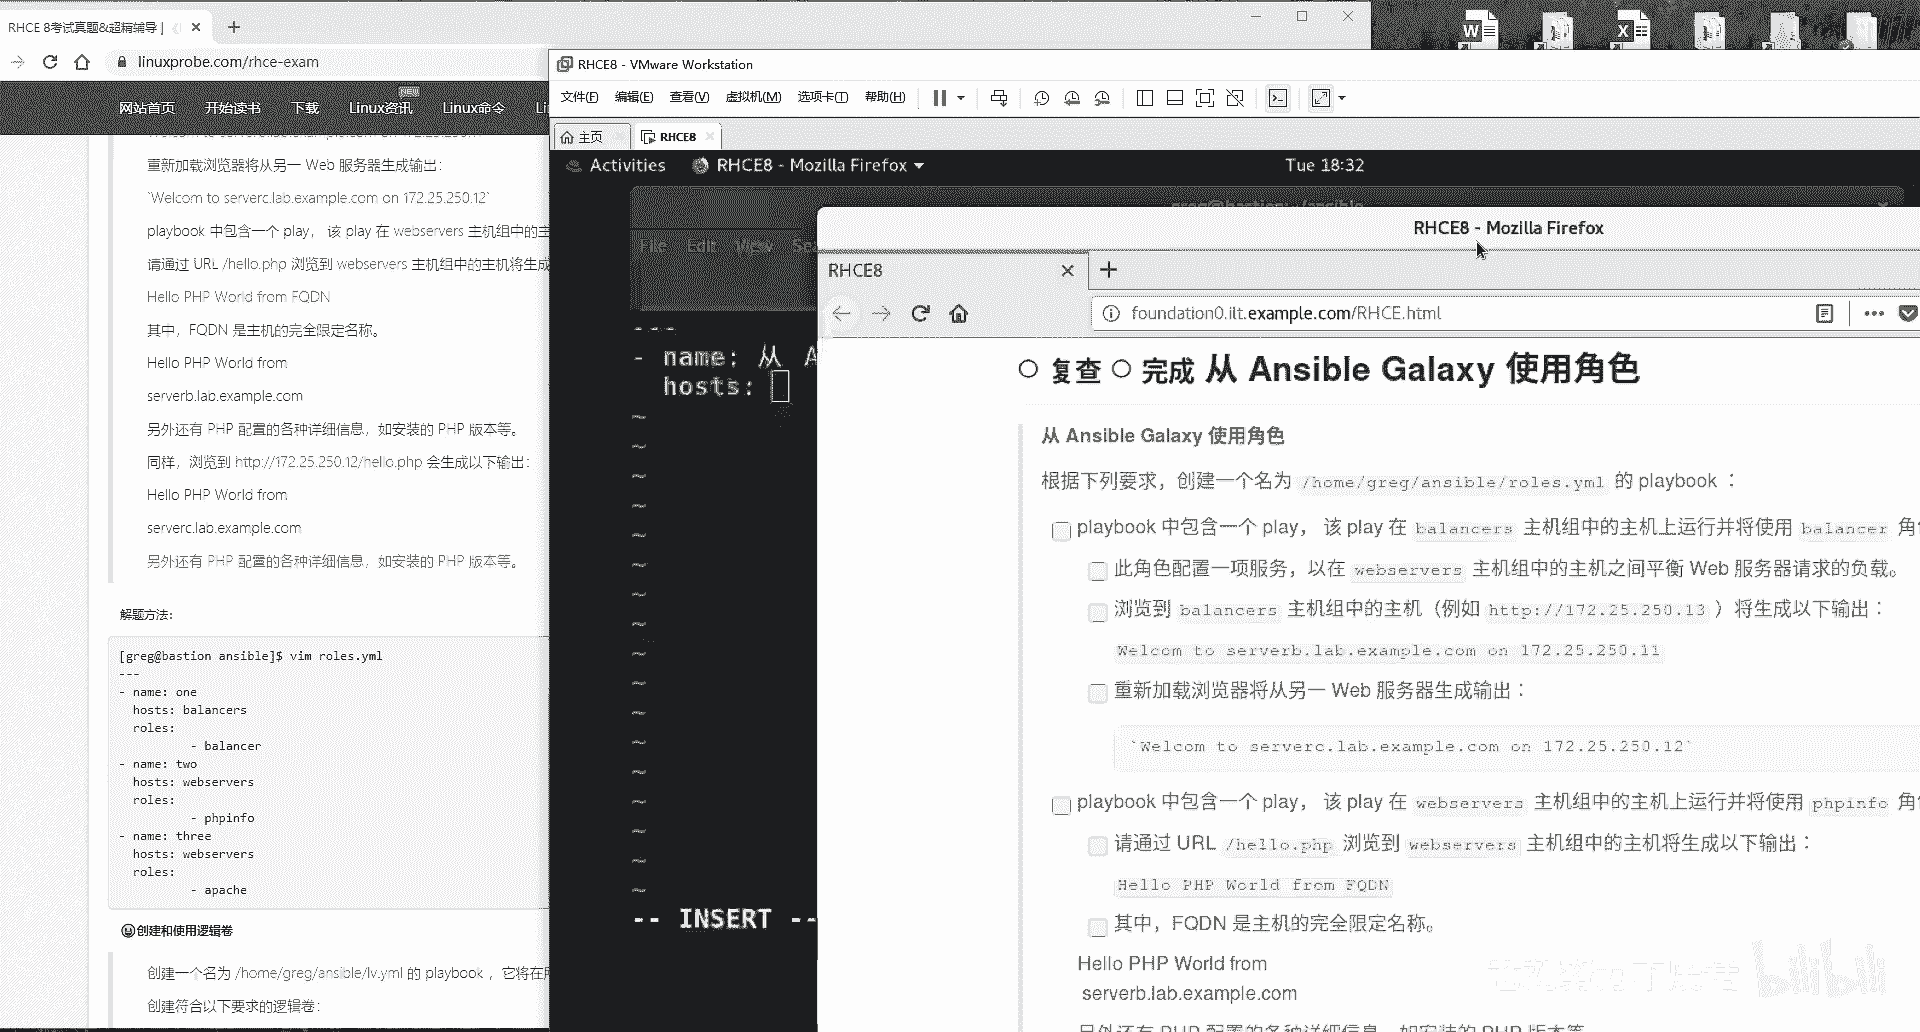 RHCE 8考试真题&超精辅导 |
linuxprobe.com/rhce-exam
网站首页 开始读书 下载 Linux资讯 NEW Linux命令
重新加载浏览器将从另一 Web 服务器生成输出：
`Welcome to serverc.lab.example.com on 172.25.250.12`
playbook 中包含一个 play， 该 play 在 webservers 主机组中的主
请通过 URL /hello.php 浏览到 webservers 主机组中的主机将生成
Hello PHP World from FQDN
其中，FQDN 是主机的完全限定名称。
Hello PHP World from
serverb.lab.example.com
另外还有 PHP 配置的各种详细信息，如安装的 PHP 版本等。
同样，浏览到 http://172.25.250.12/hello.php 会生成以下输出：
Hello PHP World from
serverc.lab.example.com
另外还有 PHP 配置的各种详细信息，如安装的 PHP 版本等。
解题方法:
[greg@bastion ansible]$ vim roles.yml
---
- name: one
hosts: balancers
roles:
- balancer
- name: two
hosts: webservers
roles:
- phpinfo
- name: three
hosts: webservers
roles:
- apache
创建和使用逻辑卷
创建一个名为 /home/greg/ansible/lv.yml 的 playbook ，它将在
创建符合以下要求的逻辑卷：
RHCE8 - VMware Workstation
文件(F) 编辑(E) 查看(V) 虚拟机(M) 选项卡(T) 帮助(H)
主页 RHCE8
Activities RHCE8 - Mozilla Firefox Tue 18:32
File Edit View
---
- name: 从 A
hosts:
-- INSERT --
RHCE8 - Mozilla Firefox
RHCE8
foundation0.ilt.example.com/RHCE.html
复查 完成 从 Ansible Galaxy 使用角色
从 Ansible Galaxy 使用角色
根据下列要求，创建一个名为 /home/greg/ansible/roles.yml 的 playbook ：
playbook 中包含一个 play， 该 play 在 balancers 主机组中的主机上运行并将使用 balancer 角
此角色配置一项服务，以在 webservers 主机组中的主机之间平衡 Web 服务器请求的负载。
浏览到 balancers 主机组中的主机（例如 http://172.25.250.13 ）将生成以下输出：
Welcom to serverb.lab.example.com on 172.25.250.11
重新加载浏览器将从另一 Web 服务器生成输出：
`Welcom to serverc.lab.example.com on 172.25.250.12`
playbook 中包含一个 play， 该 play 在 webservers 主机组中的主机上运行并将使用 phpinfo 角
请通过 URL /hello.php 浏览到 webservers 主机组中的主机将生成以下输出：
Hello PHP World from FQDN
其中，FQDN 是主机的完全限定名称。
Hello PHP World from
serverb.lab.example.com
bilibili